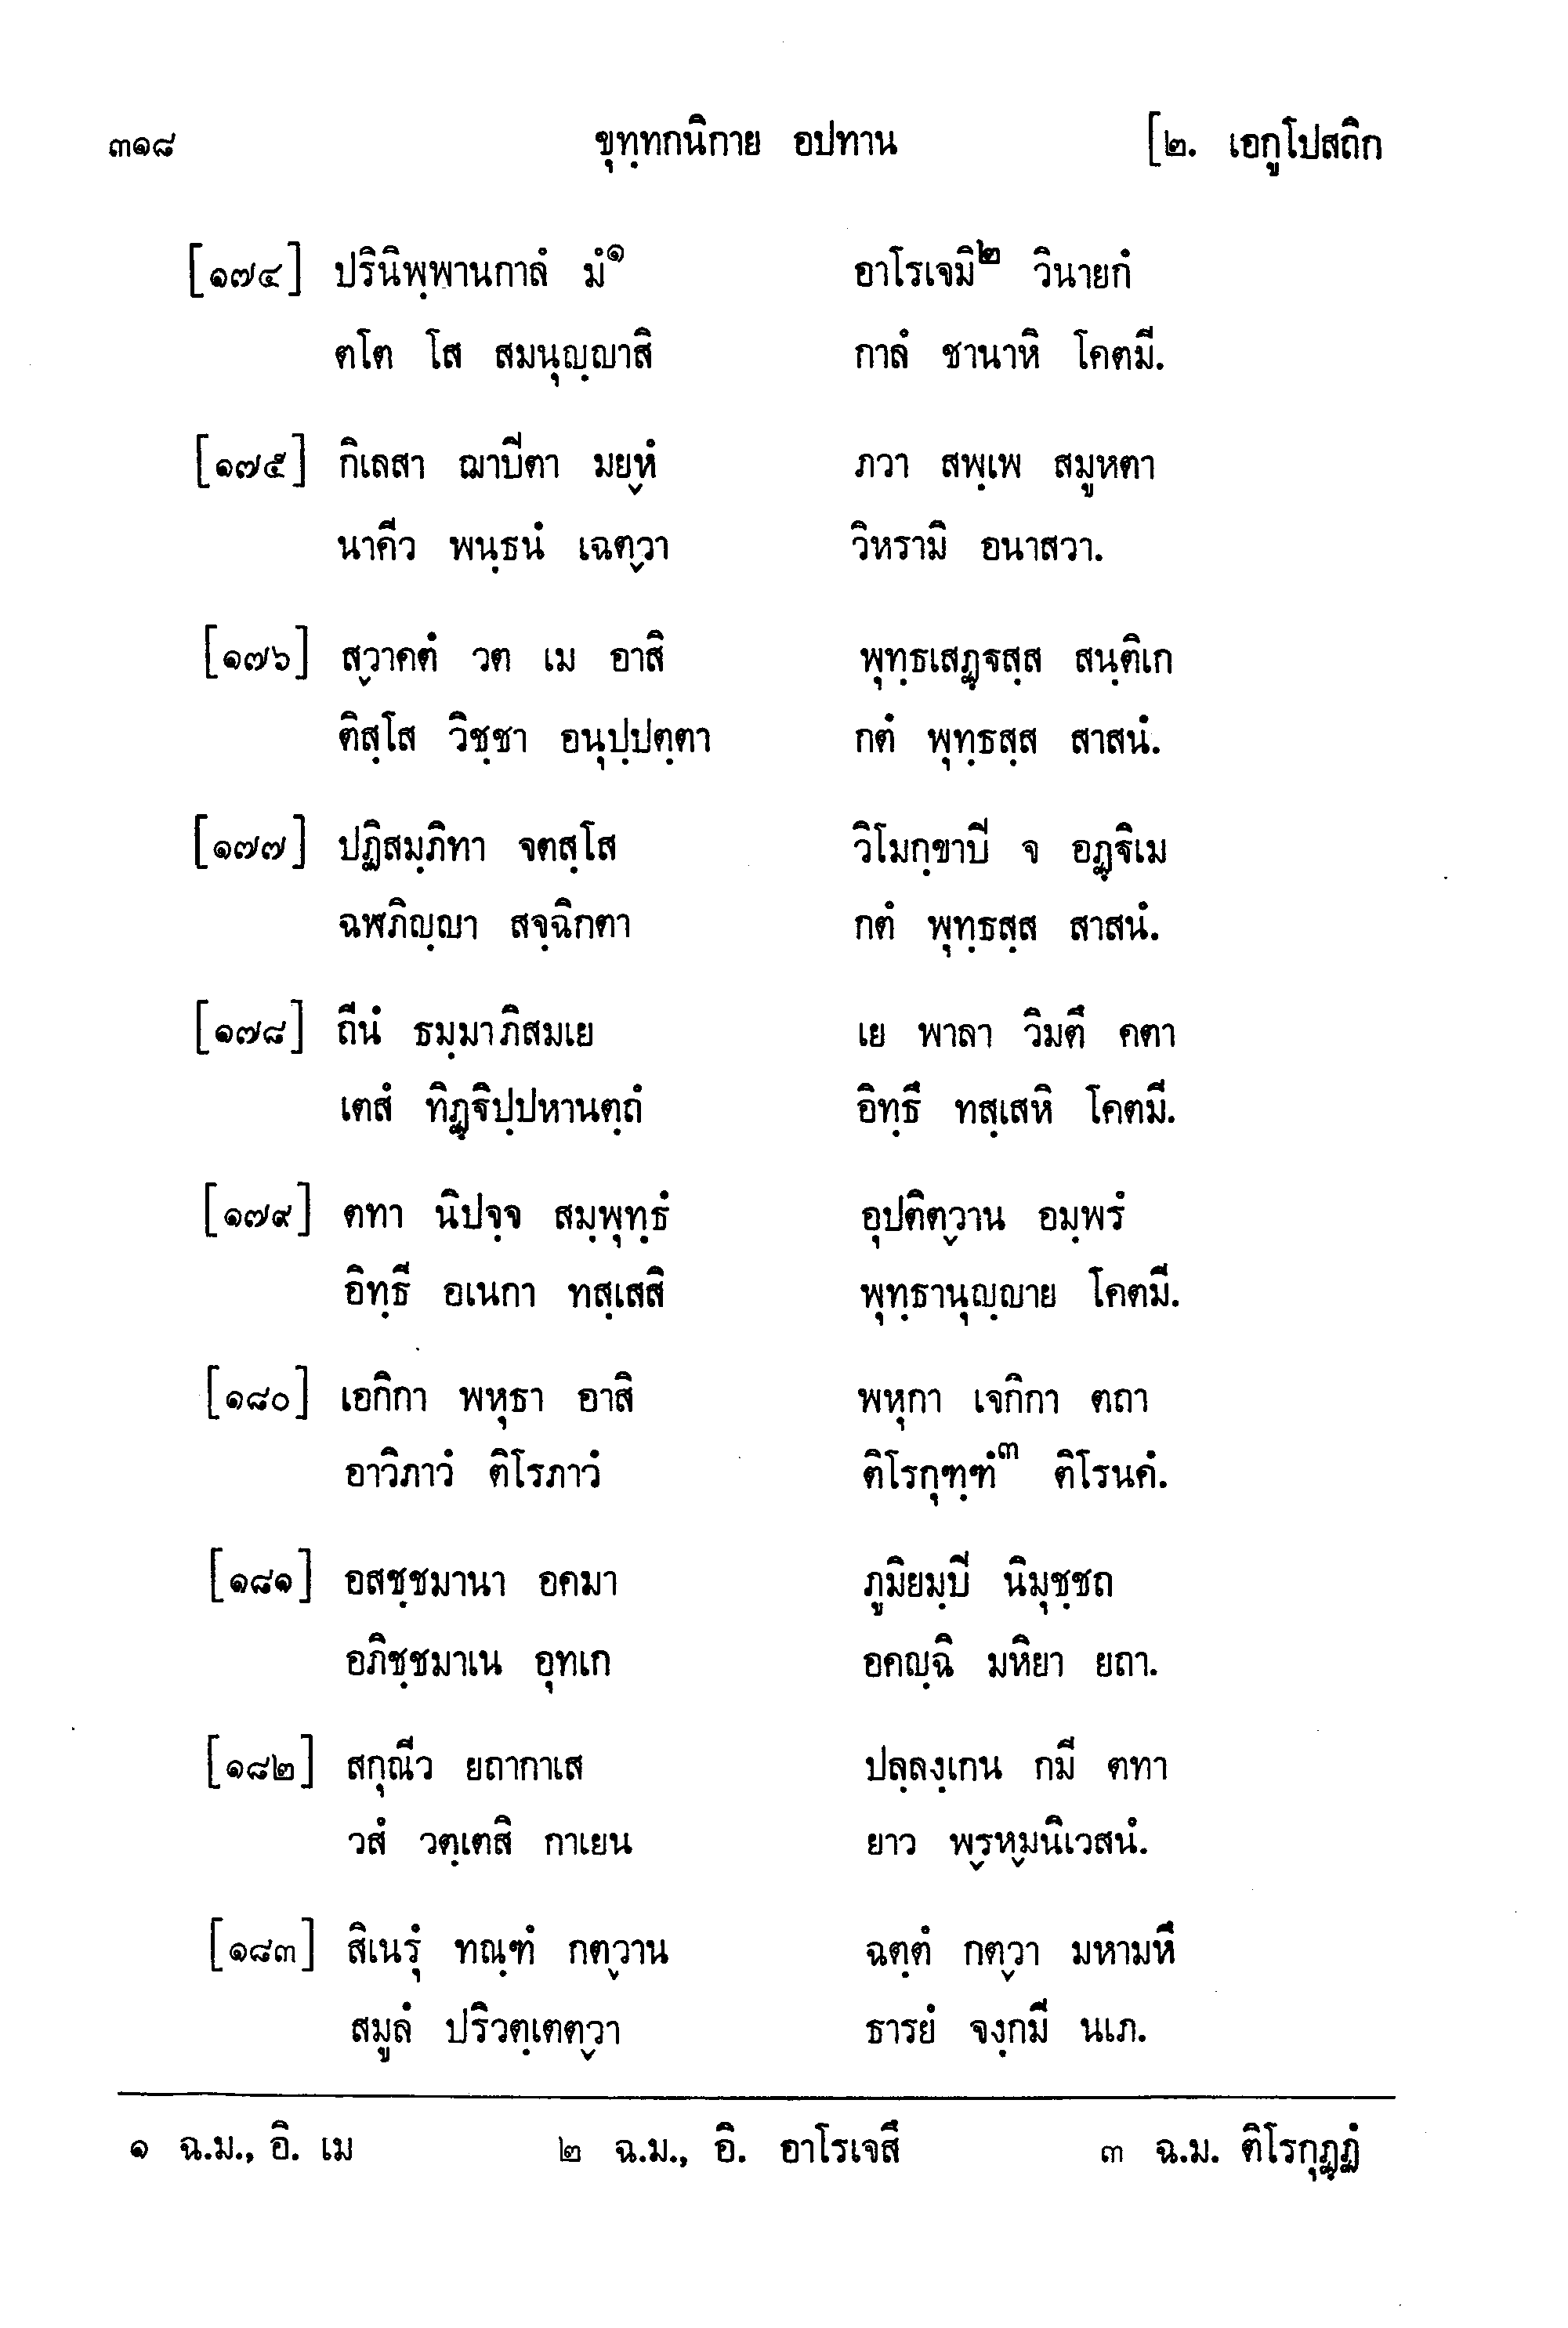 ๓๑๘ ขุทฺทกนิกาย อปทาน [๒. เอกูโปสถิก
[๑๗๔] ปรินิพฺพานกาลํ มํ๑ อาโรเจมิ๒ วินายกํ
ตโต โส สมนุญฺญาสิ กาลํ ชานาหิ โคตมี.
[๑๗๕] กิเลสา ฌาปีตา มยฺหํ ภวา สพฺเพ สมูหตา
นาคีว พนฺธนํ เฉตฺวา วิหรามิ อนาสวา.
[๑๗๖] สฺวาคตํ วต เม อาสิ พุทฺธเสฏฺฐสฺส สนฺติเก
ติสฺโส วิชฺชา อนุปฺปตฺตา กตํ พุทฺธสฺส สาสนํ.
[๑๗๗] ปฏิสมฺภิทา จตสฺโส วิโมกฺขาปี จ อฏฺฐิเม
ฉฬภิญฺญา สจฺฉิกตา กตํ พุทฺธสฺส สาสนํ.
[๑๗๘] ถีนํ ธมฺมาภิสมเย เย พาลา วิมตึ คตา
เตสํ ทิฏฺฐิปฺปหานตฺถํ อิทฺธึ ทสฺเสหิ โคตมี.
[๑๗๙] ตทา นิปจฺจ สมฺพุทฺธํ อุปติตฺวาน อมฺพรํ
อิทฺธี อเนกา ทสฺเสสิ พุทฺธานุญฺญาย โคตมี.
[๑๘๐] เอกิกา พหุธา อาสิ พหุกา เจกิกา ตถา
อาวิภาวํ ติโรภาวํ ติโรกุฑฺฑํ๓ ติโรนคํ.
[๑๘๑] อสชฺชมานา อคมา ภูมิยมฺปี นิมุชฺชถ
อภิชฺชมาเน อุทเก อคญฺฉิ มหิยา ยถา.
[๑๘๒] สกุณีว ยถากาเส ปลฺลงฺเกน กมี ตทา
วสํ วตฺเตสิ กาเยน ยาว พฺรหฺมนิเวสนํ.
[๑๘๓] สิเนรุํ ทณฺฑํ กตฺวาน ฉตฺตํ กตฺวา มหามหึ
สมูลํ ปริวตฺเตตฺวา ธารยํ จงฺกมี นเภ.
๑ ฉ.ม., อิ. เม ๒ ฉ.ม., อิ. อาโรเจสึ ๓ ฉ.ม. ติโรกุฏฺฏํ